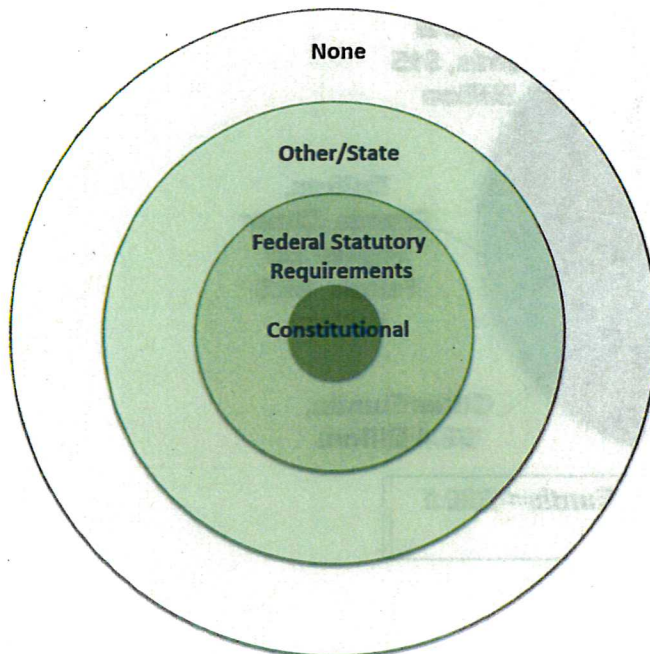 None
Other/State
Federal Statutory
Requirements
Constitutional